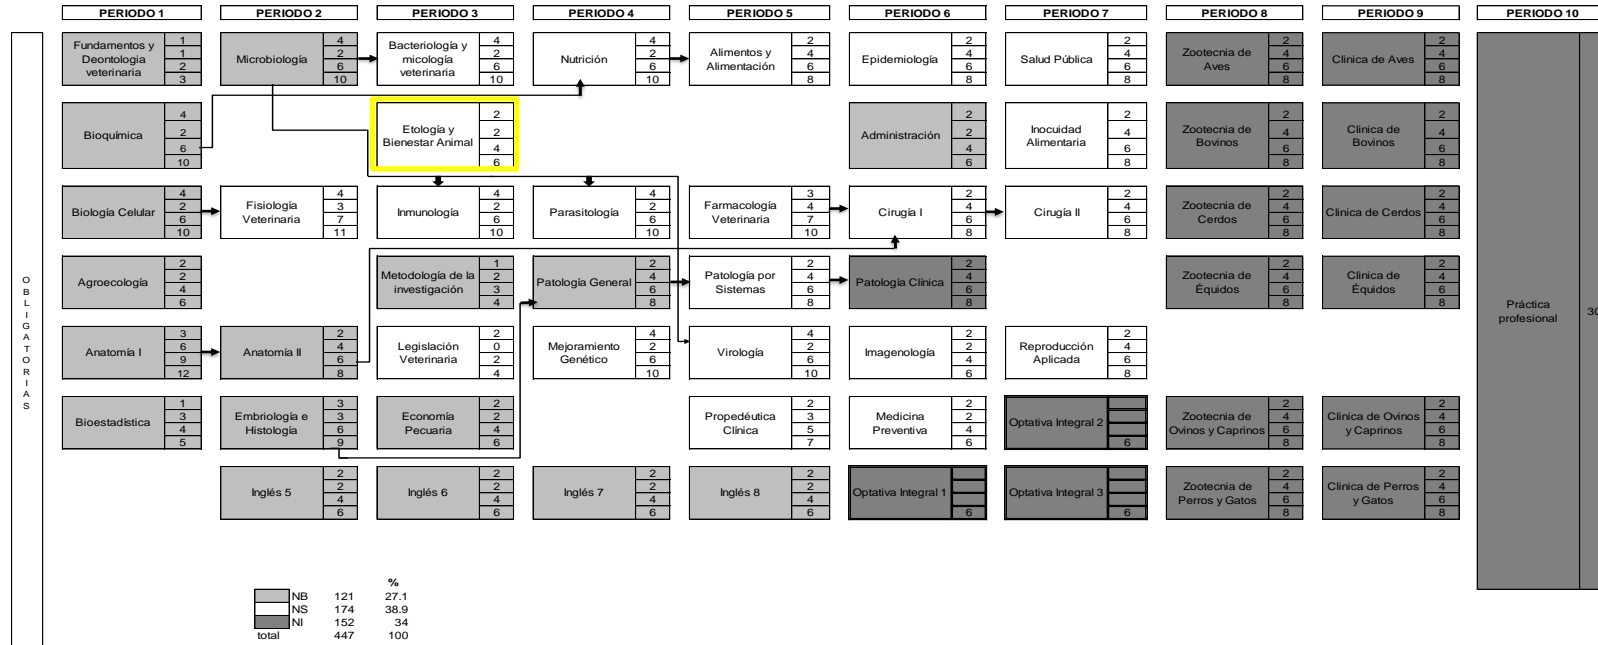 PERIODO 1 PERIODO 2 PERIODO 3 PERIODO 4 PERIODO 5 PERIODO 6 PERIODO 7 PERIODO 8 PERIODO 9 PERIODO 10
OBLIGATORIAS
Fundamentos y
Deontologia
veterinaria
1
1
2
3
Microbiología
4
2
6
10
Bacteriología y
micología
veterinaria
4
2
6
10
Nutrición
4
2
6
10
Alimentos y
Alimentación
2
4
6
8
Epidemiología
2
4
6
8
Salud Pública
2
4
6
8
Zootecnia de
Aves
2
4
6
8
Clinica de Aves
2
4
6
8
Bioquímica
4
2
6
10
Etología y
Bienestar Animal
2
2
4
6
Administración
2
2
4
6
Inocuidad
Alimentaria
2
4
6
8
Zootecnia de
Bovinos
2
4
6
8
Clinica de
Bovinos
2
4
6
8
Biología Celular
4
2
6
10
Fisiología
Veterinaria
4
3
7
11
Inmunología
4
2
6
10
Parasitología
4
2
6
10
Farmacología
Veterinaria
3
4
7
10
Cirugía I
2
4
6
8
Cirugía II
2
4
6
8
Zootecnia de
Cerdos
2
4
6
8
Clinica de Cerdos
2
4
6
8
Agroecología
2
2
4
6
Metodología de la
investigación
1
2
3
4
Patología General
2
4
6
8
Patología por
Sistemas
2
4
6
8
Patología Clínica
2
4
6
8
Zootecnia de
Équidos
2
4
6
8
Clinica de
Équidos
2
4
6
8
Práctica
profesional
30
Anatomía I
3
6
9
12
Anatomía II
2
4
6
8
Legislación
Veterinaria
2
0
2
4
Mejoramiento
Genético
4
2
6
10
Virología
4
2
6
10
Imagenología
2
2
4
6
Reproducción
Aplicada
2
4
6
8
Bioestadística
1
3
4
5
Embriología e
Histología
3
3
6
9
Economía
Pecuaria
2
2
4
6
Propedéutica
Clínica
2
3
5
7
Medicina
Preventiva
2
2
4
6
Optativa Integral 2
6
Zootecnia de
Ovinos y Caprinos
2
4
6
8
Clinica de Ovinos
y Caprinos
2
4
6
8
Inglés 5
2
2
4
6
Inglés 6
2
2
4
6
Inglés 7
2
2
4
6
Inglés 8
2
2
4
6
Optativa Integral 1
6
Optativa Integral 3
6
Zootecnia de
Perros y Gatos
2
4
6
8
Clinica de Perros
y Gatos
2
4
6
8
%
NB 121 27.1
NS 174 38.9
NI 152 34
total 447 100